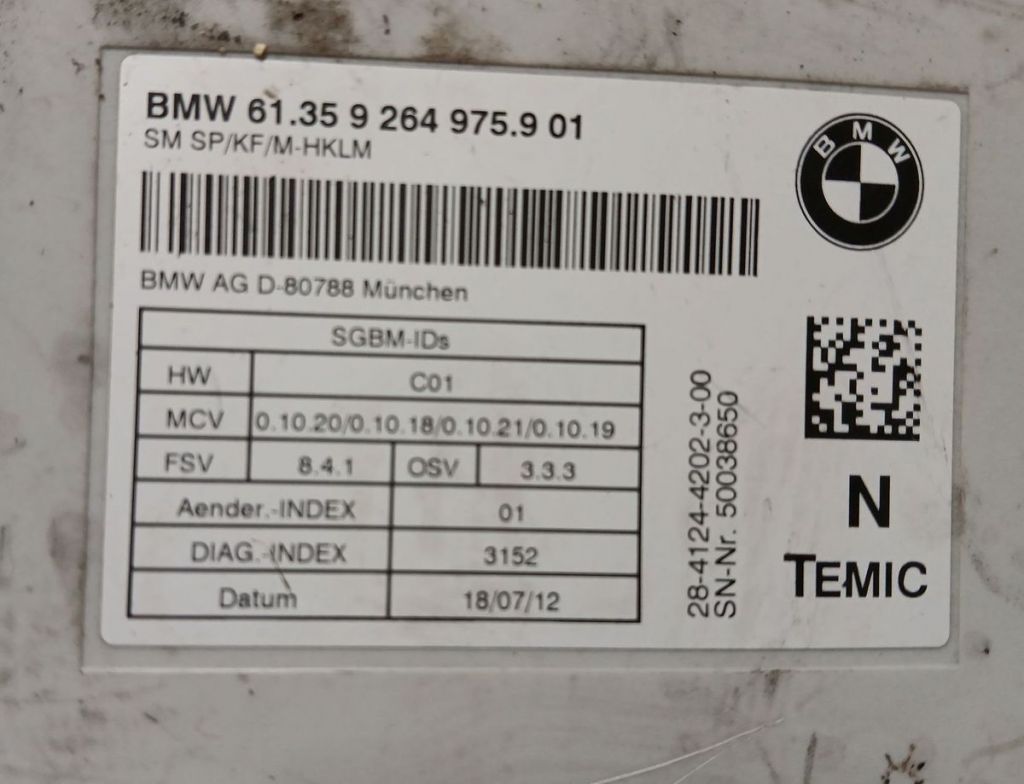 BMW 61.35 9 264 975.9 01
SM SP/KF/M-HKLM
BMW
BMW AG D-80788 München
SGBM-IDs
HW C01
MCV 0.10.20/0.10.18/0.10.21/0.10.19
FSV 8.4.1 OSV 3.3.3
Aender.-INDEX 01
DIAG.-INDEX 3152
Datum 18/07/12
28-4124-4202-3-00
SN-Nr. 50038650
N
TEMIC